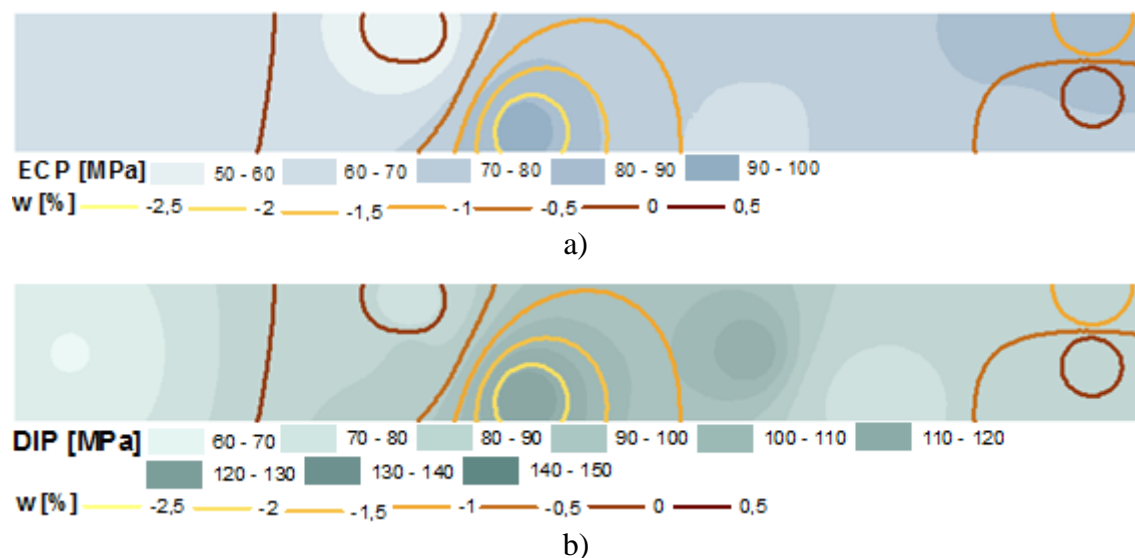 ECP [MPa] 50 - 60 60 - 70 70 - 80 80 - 90 90 - 100
w [%] -2,5 -2 -1,5 -1 -0,5 0 0,5
a)
DIP [MPa] 60 - 70 70 - 80 80 - 90 90 - 100 100 - 110 110 - 120
120 - 130 130 - 140 140 - 150
w [%] -2,5 -2 -1,5 -1 -0,5 0 0,5
b)